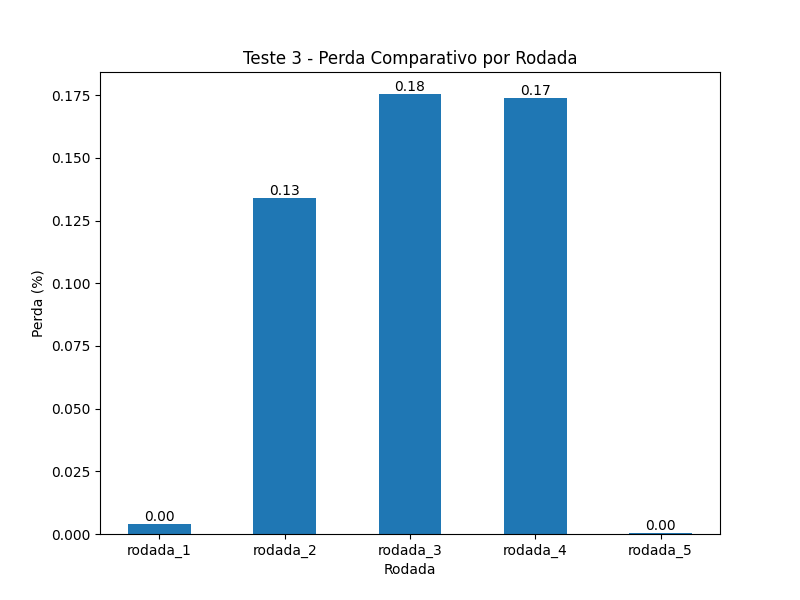 Teste 3 - Perda Comparativo por Rodada
0.175
0.150
0.125
0.100
0.075
0.050
0.025
0.000
Perda (%)
0.00
0.13
0.18
0.17
0.00
rodada_1
rodada_2
rodada_3
rodada_4
rodada_5
Rodada